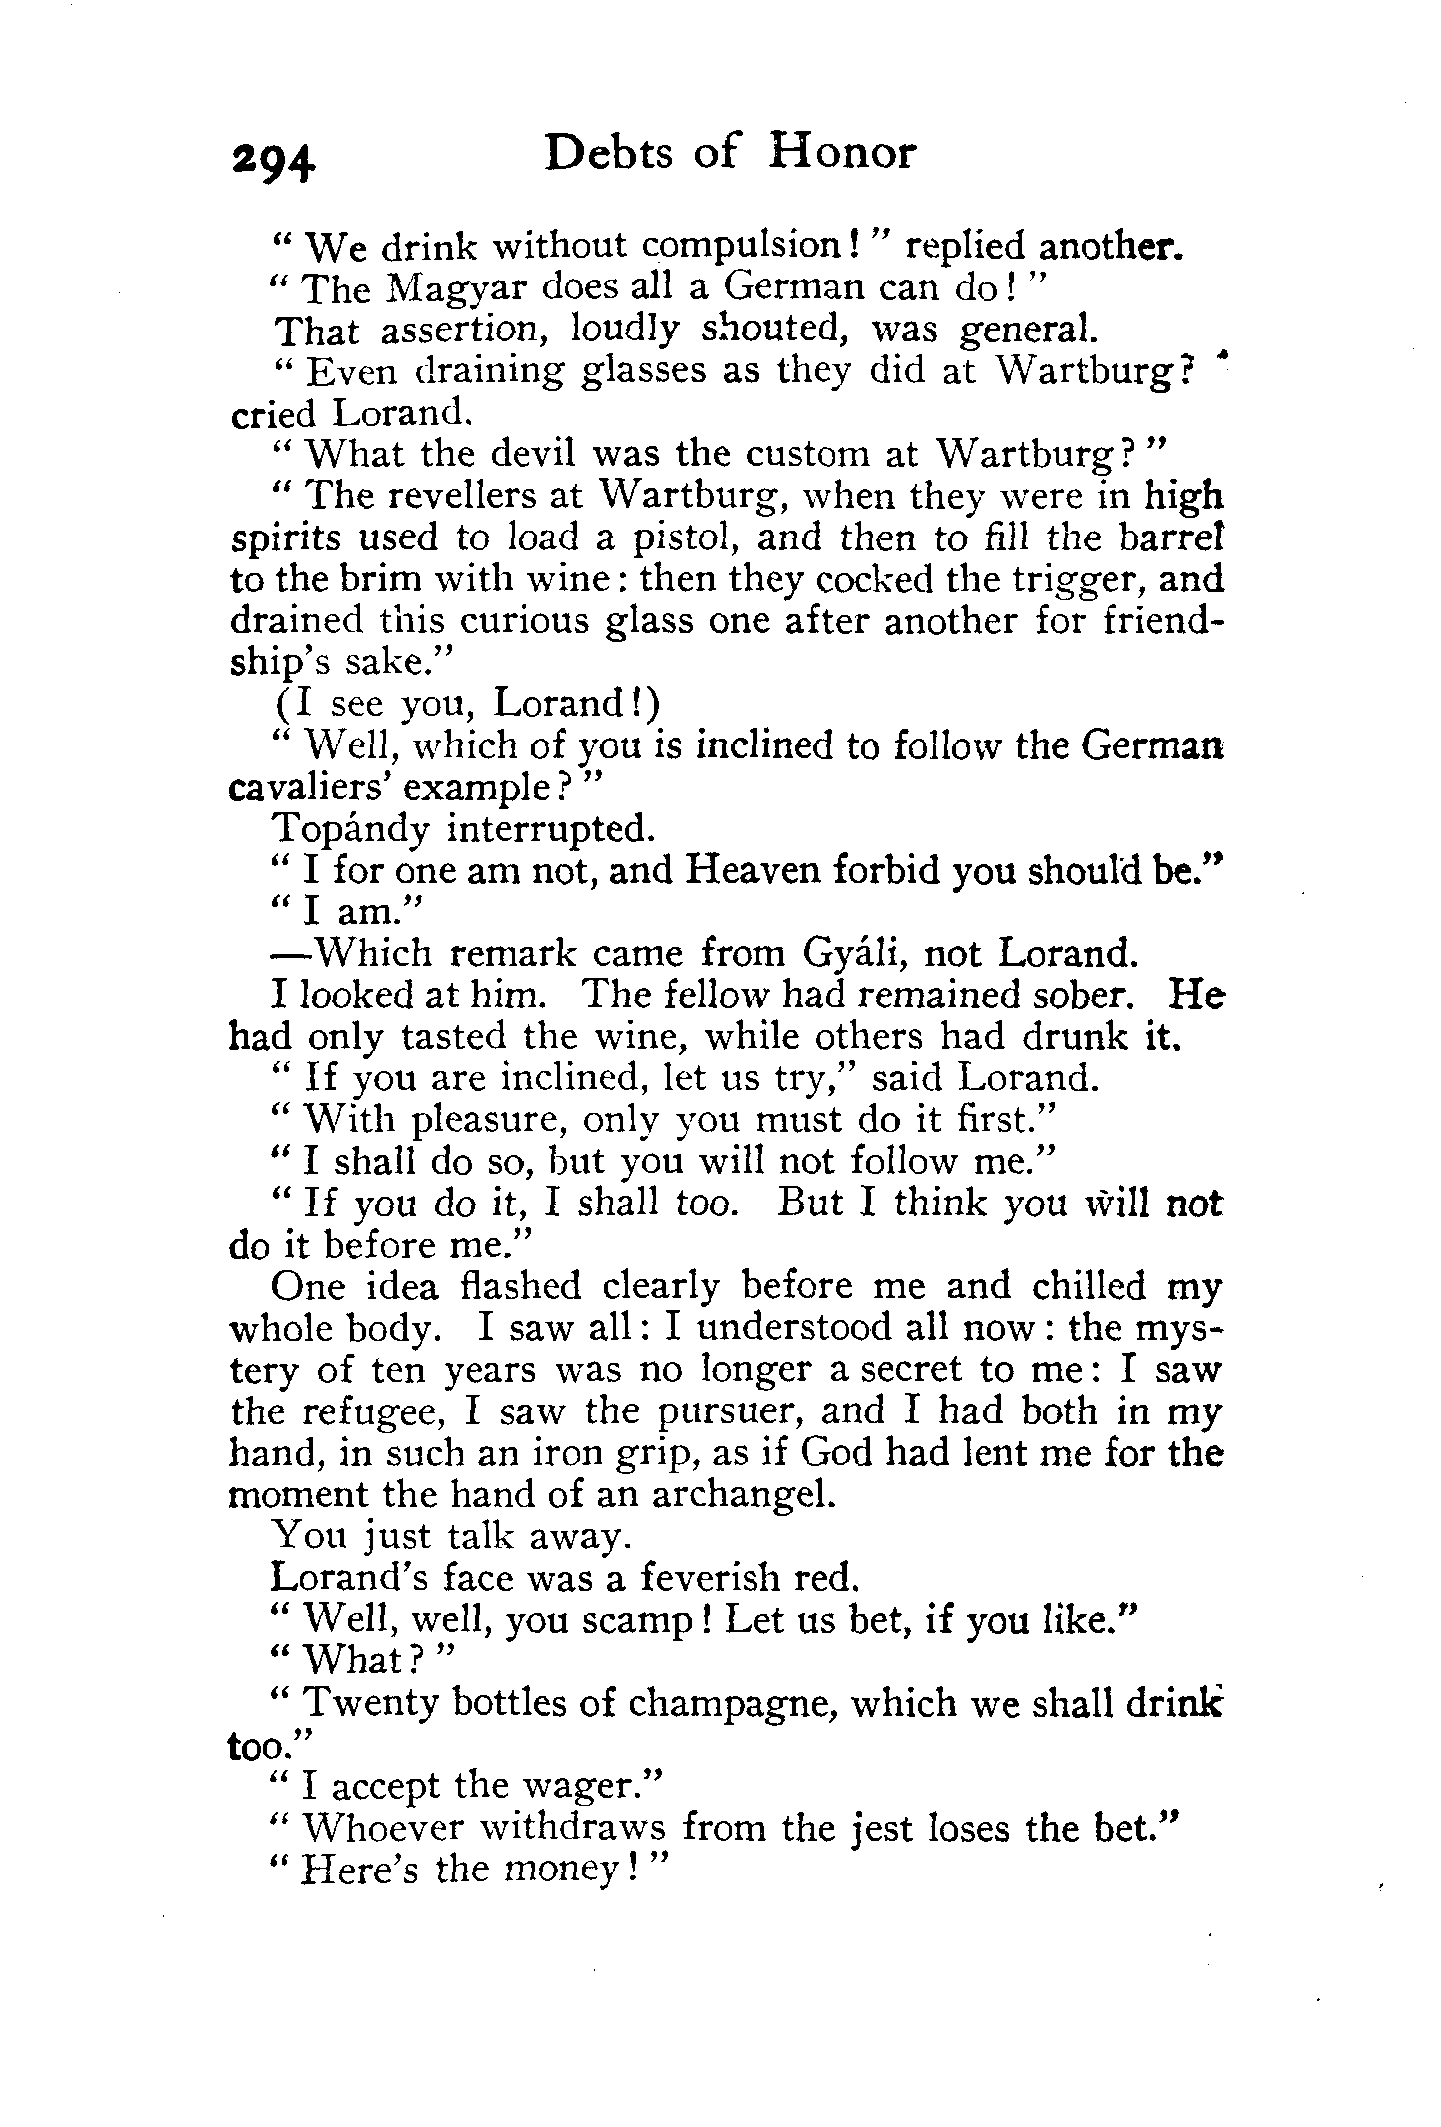 294 Debts of Honor
“ We drink without compulsion! ” replied another.
“ The Magyar does all a German can do! ”
That assertion, loudly shouted, was general.
“ Even draining glasses as they did at Wartburg? ”
cried Lorand.
“ What the devil was the custom at Wartburg? ”
“ The revellers at Wartburg, when they were in high
spirits used to load a pistol, and then to fill the barrel
to the brim with wine: then they cocked the trigger, and
drained this curious glass one after another for friend-
ship’s sake.”
(I see you, Lorand!)
“ Well, which of you is inclined to follow the German
cavaliers’ example? ”
Topándy interrupted.
“ I for one am not, and Heaven forbid you should be.”
“ I am.”
—Which remark came from Gyáli, not Lorand.
I looked at him. The fellow had remained sober. He
had only tasted the wine, while others had drunk it.
“ If you are inclined, let us try,” said Lorand.
“ With pleasure, only you must do it first.”
“ I shall do so, but you will not follow me.”
“ If you do it, I shall too. But I think you will not
do it before me.”
One idea flashed clearly before me and chilled my
whole body. I saw all: I understood all now: the mys-
tery of ten years was no longer a secret to me: I saw
the refugee, I saw the pursuer, and I had both in my
hand, in such an iron grip, as if God had lent me for the
moment the hand of an archangel.
You just talk away.
Lorand’s face was a feverish red.
“ Well, well, you scamp! Let us bet, if you like.”
“ What? ”
“ Twenty bottles of champagne, which we shall drink
too.”
“ I accept the wager.”
“ Whoever withdraws from the jest loses the bet.”
“ Here’s the money! ”